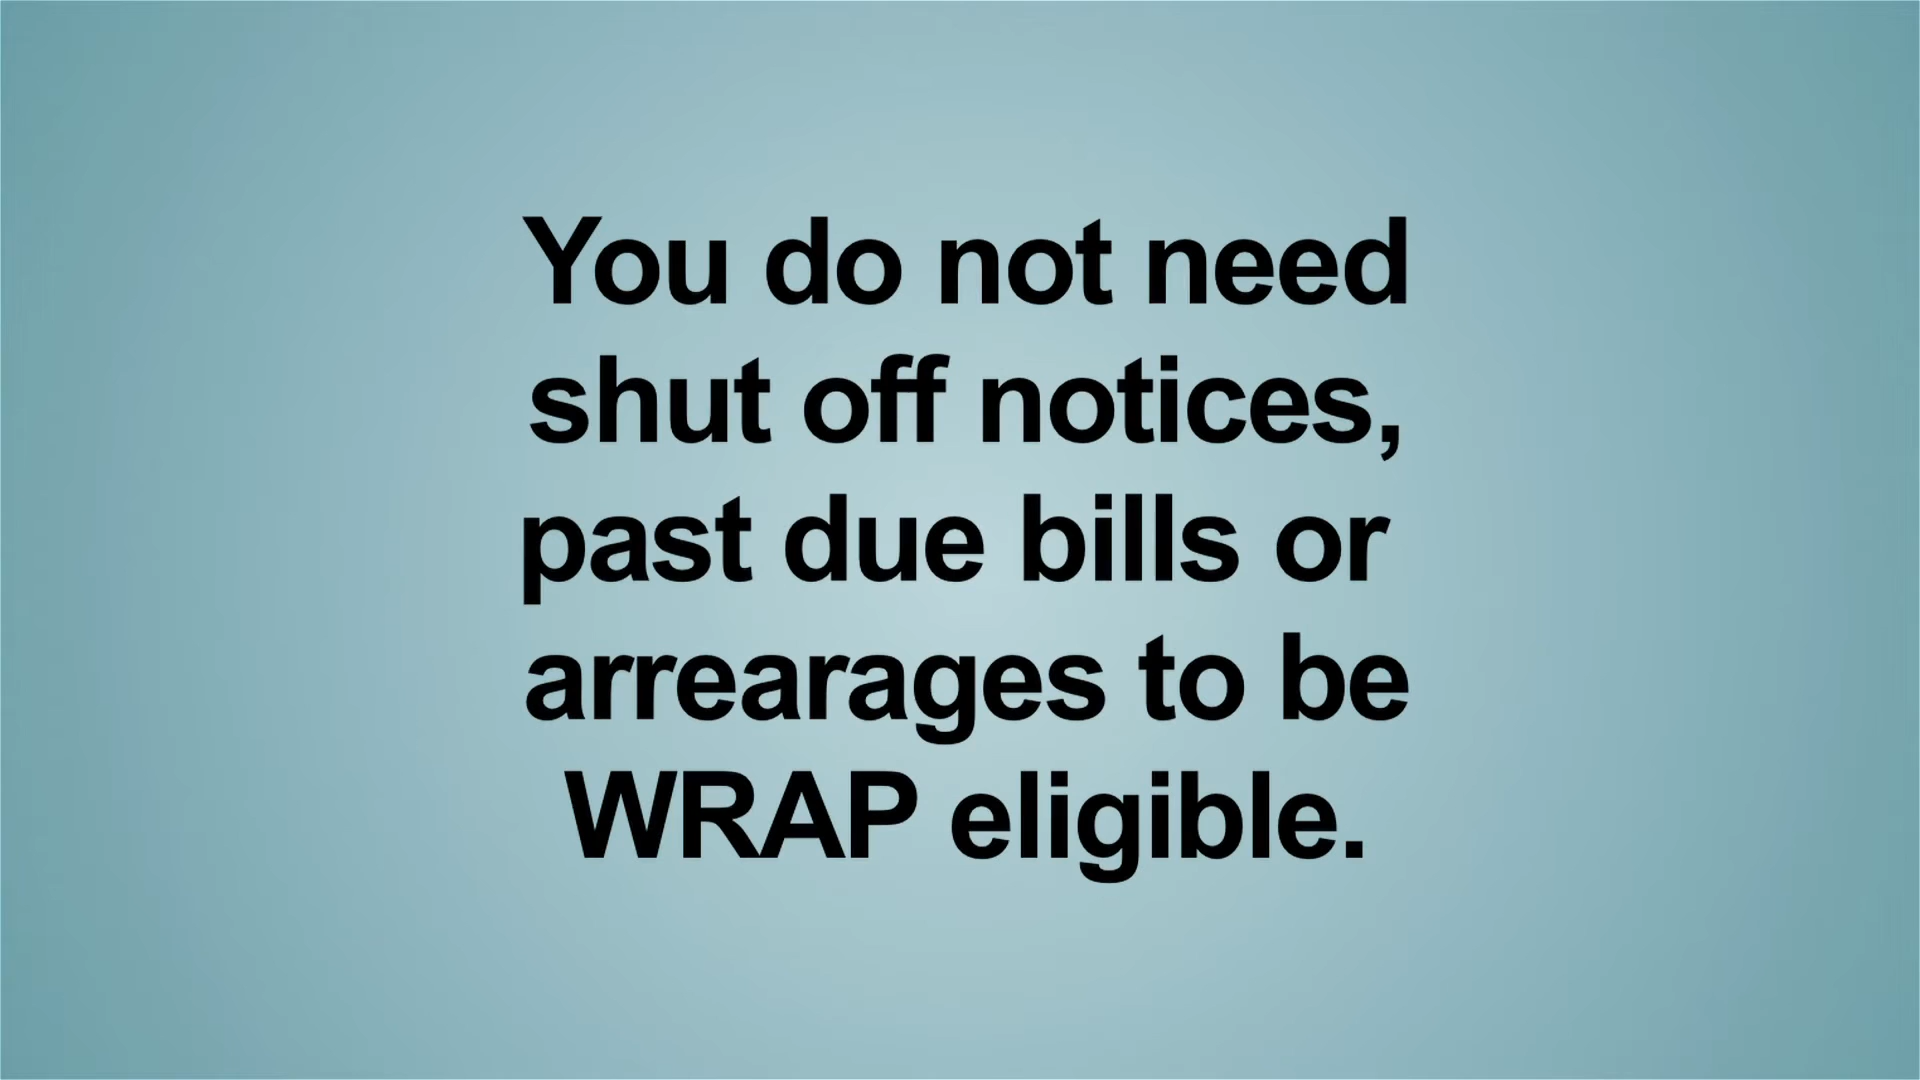 You do not need
shut off notices,
past due bills or
arrearages to be
WRAP eligible.